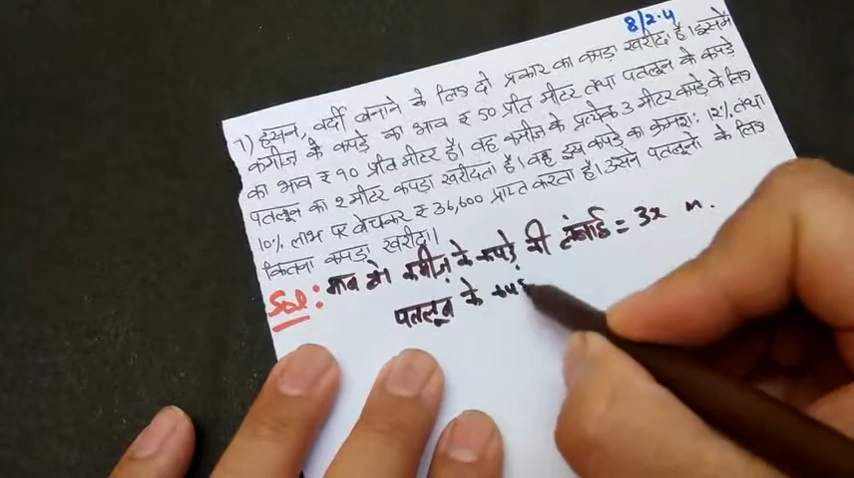 8/2.4
7) हसन, वर्दी बनाने के लिए दो प्रकार का कपड़ा खरीदा है। इसमें
कमीज़ के कपड़े का भाव ₹ 50 प्रति मीटर तथा पतलून के कपड़े
का भाव ₹ 90 प्रति मीटर है। वह कमीज़ के प्रत्येक 3 मीटर कपड़े के लिए
पतलून का 2 मीटर कपड़ा खरीदता है। वह इस कपड़े का क्रमशः 12% तथा
10% लाभ पर बेचकर ₹ 36,600 प्राप्त करता है। उसने पतलूनों के लिए
कितना कपड़ा खरीदा।
Sol: माना कमीज़ के कपड़े की लंबाई = 3x m.
पतलून के कप